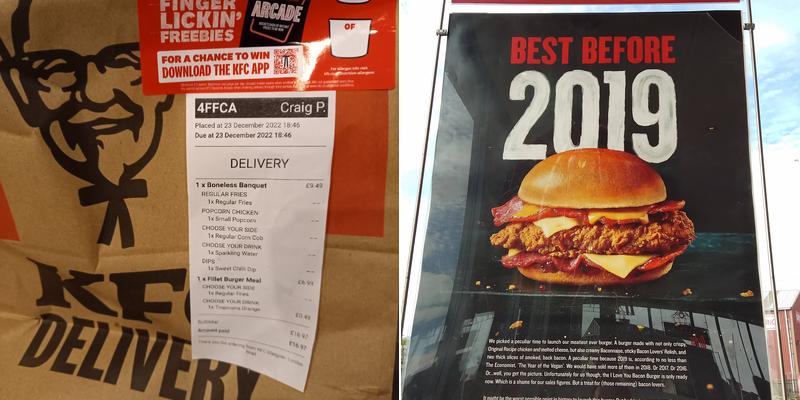 FINGER
LICKIN'
FREEBIES
ARCADE
OF
FOR A CHANCE TO WIN
DOWNLOAD THE KFC APP
4FFCA Craig P.
Placed at 23 December 2022 18:46
Due at 23 December 2022 18:46
DELIVERY
1 x Boneless Banquet £9.49
REGULAR FRIES
1x Regular Fries
POPCORN CHICKEN
1x Small Popcorn
CHOOSE YOUR SIDE
1x Regular Corn Cob
CHOOSE YOUR DRINK
1x Sparkling Water
DIPS
1x Sweet Chilli Dip
1 x Fillet Burger Meal £6.99
CHOOSE YOUR SIDE
1x Regular Fries
CHOOSE YOUR DRINK
1x Tropicana Orange £0.49
Subtotal £16.97
Amount paid £16.97
KFC
DELIVERY
BEST BEFORE
2019
We picked a peculiar time to launch our meatiest ever burger. A burger made with not only crispy,
Original Recipe chicken and melted cheese, but also creamy Baconnaise, sticky Bacon Lovers' Relish, and
two thick slices of smoked, back bacon. A peculiar time because 2019 is, according to no less than
The Economist, 'The Year of the Vegan'. We would have sold more of them in 2018. Or 2017. Or 2016.
Or...well, you get the picture. Unfortunately for us though, the I Love You Bacon Burger is only ready
now. Which is a shame for our sales figures. But a treat for (those remaining) bacon lovers.